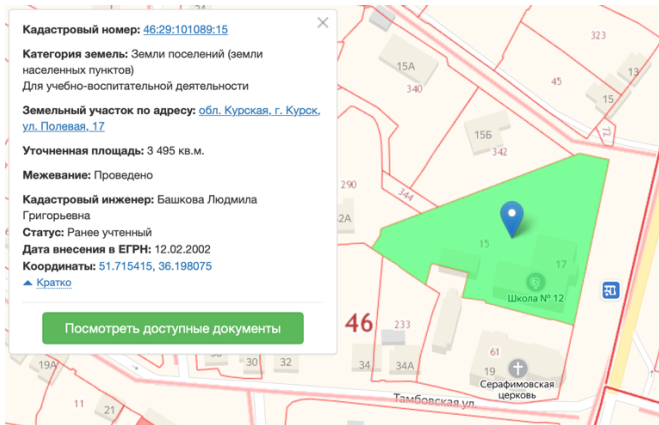 Кадастровый номер: 46:29:101089:15
Категория земель: Земли поселений (земли
населенных пунктов)
Для учебно-воспитательной деятельности
Земельный участок по адресу: обл. Курская, г. Курск,
ул. Полевая, 17
Уточненная площадь: 3 495 кв.м.
Межевание: Проведено
Кадастровый инженер: Башкова Людмила
Григорьевна
Статус: Ранее учтенный
Дата внесения в ЕГРН: 12.02.2002
Координаты: 51.715415, 36.198075
Кратко
Посмотреть доступные документы
323
15А
340
45
13
15
72
15Б
342
290
344
2А
15
17
Школа № 12
46
233
61
30
32
34
34А
19
Серафимовская
церковь
19А
Тамбовская ул.
11
21